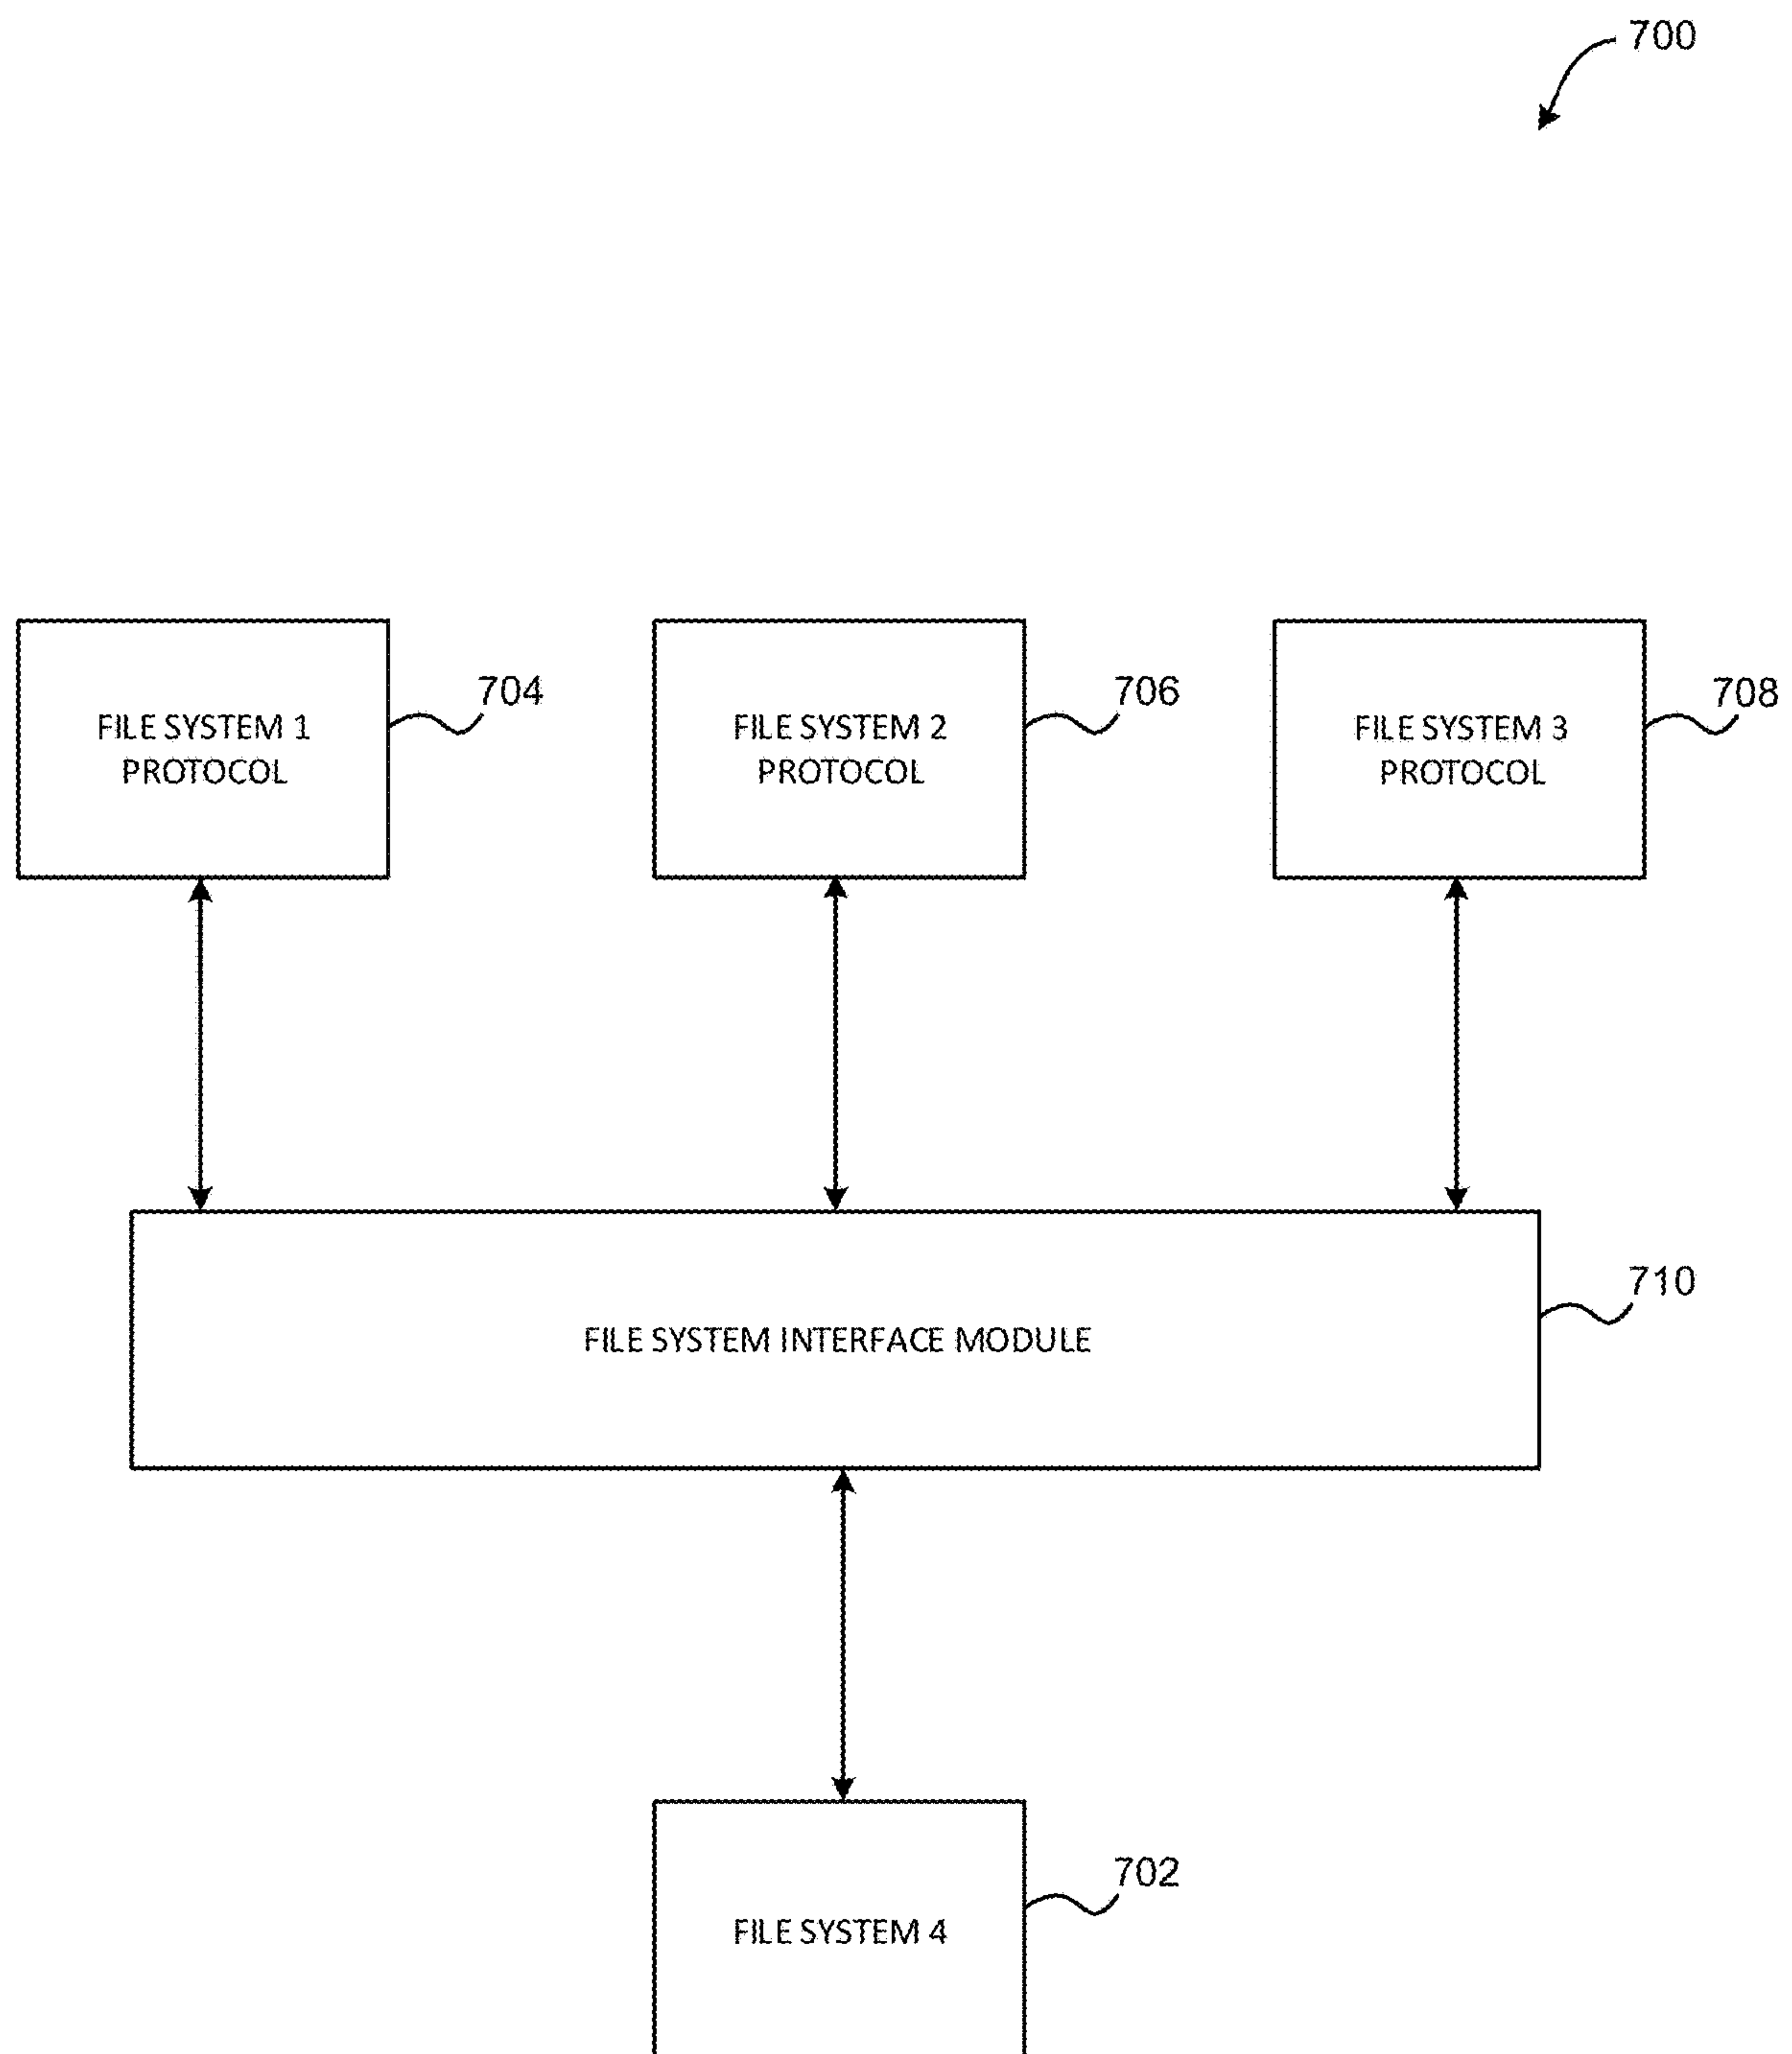 700
704
706
708
FILE SYSTEM 1
PROTOCOL
FILE SYSTEM 2
PROTOCOL
FILE SYSTEM 3
PROTOCOL
710
FILE SYSTEM INTERFACE MODULE
702
FILE SYSTEM 4